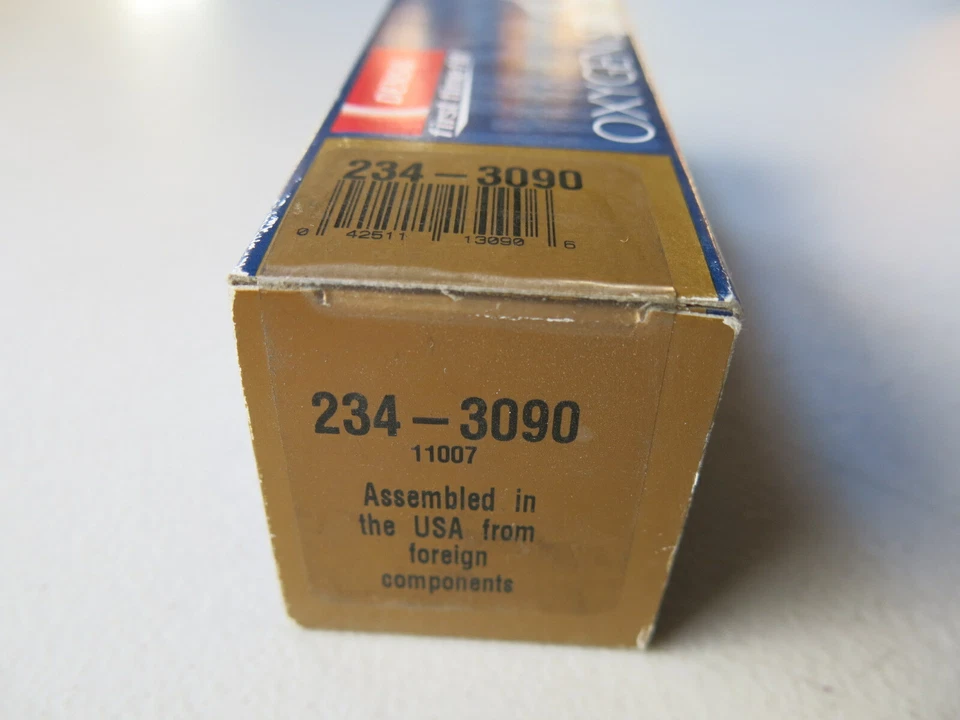 DENSO
first time fit
OXYGEN
234-3090
0 42511 13090 6
234-3090
11007
Assembled in
the USA from
foreign
components